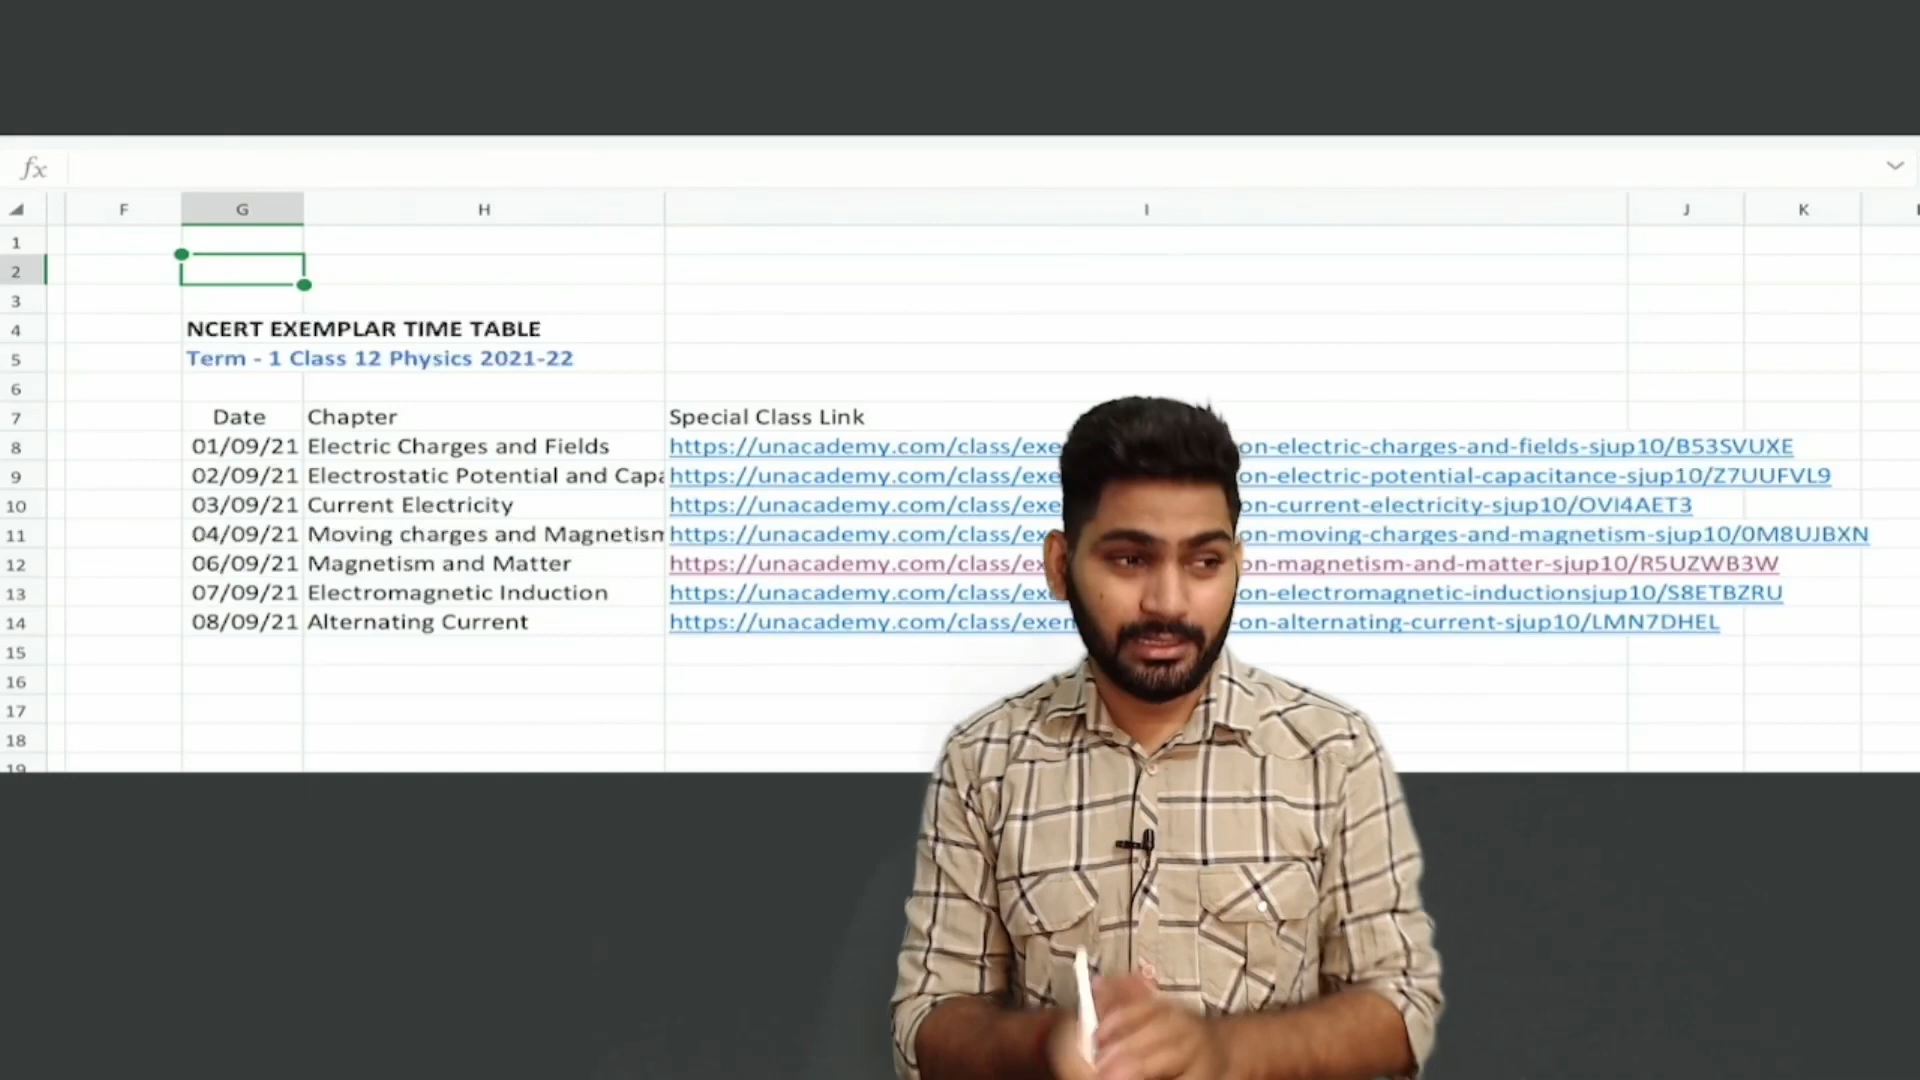 fx
F G H I J K
1
2
3
4 NCERT EXEMPLAR TIME TABLE
5 Term - 1 Class 12 Physics 2021-22
6
7 Date Chapter Special Class Link
8 01/09/21 Electric Charges and Fields https://unacademy.com/class/exe on-electric-charges-and-fields-sjup10/B53SVUXE
9 02/09/21 Electrostatic Potential and Capa https://unacademy.com/class/exe on-electric-potential-capacitance-sjup10/Z7UUFVL9
10 03/09/21 Current Electricity https://unacademy.com/class/exe on-current-electricity-sjup10/OVI4AET3
11 04/09/21 Moving charges and Magnetism https://unacademy.com/class/exe on-moving-charges-and-magnetism-sjup10/0M8UJBXN
12 06/09/21 Magnetism and Matter https://unacademy.com/class/ex on-magnetism-and-matter-sjup10/R5UZWB3W
13 07/09/21 Electromagnetic Induction https://unacademy.com/class/exe on-electromagnetic-inductionsjup10/S8ETBZRU
14 08/09/21 Alternating Current https://unacademy.com/class/exem -on-alternating-current-sjup10/LMN7DHEL
15
16
17
18
19